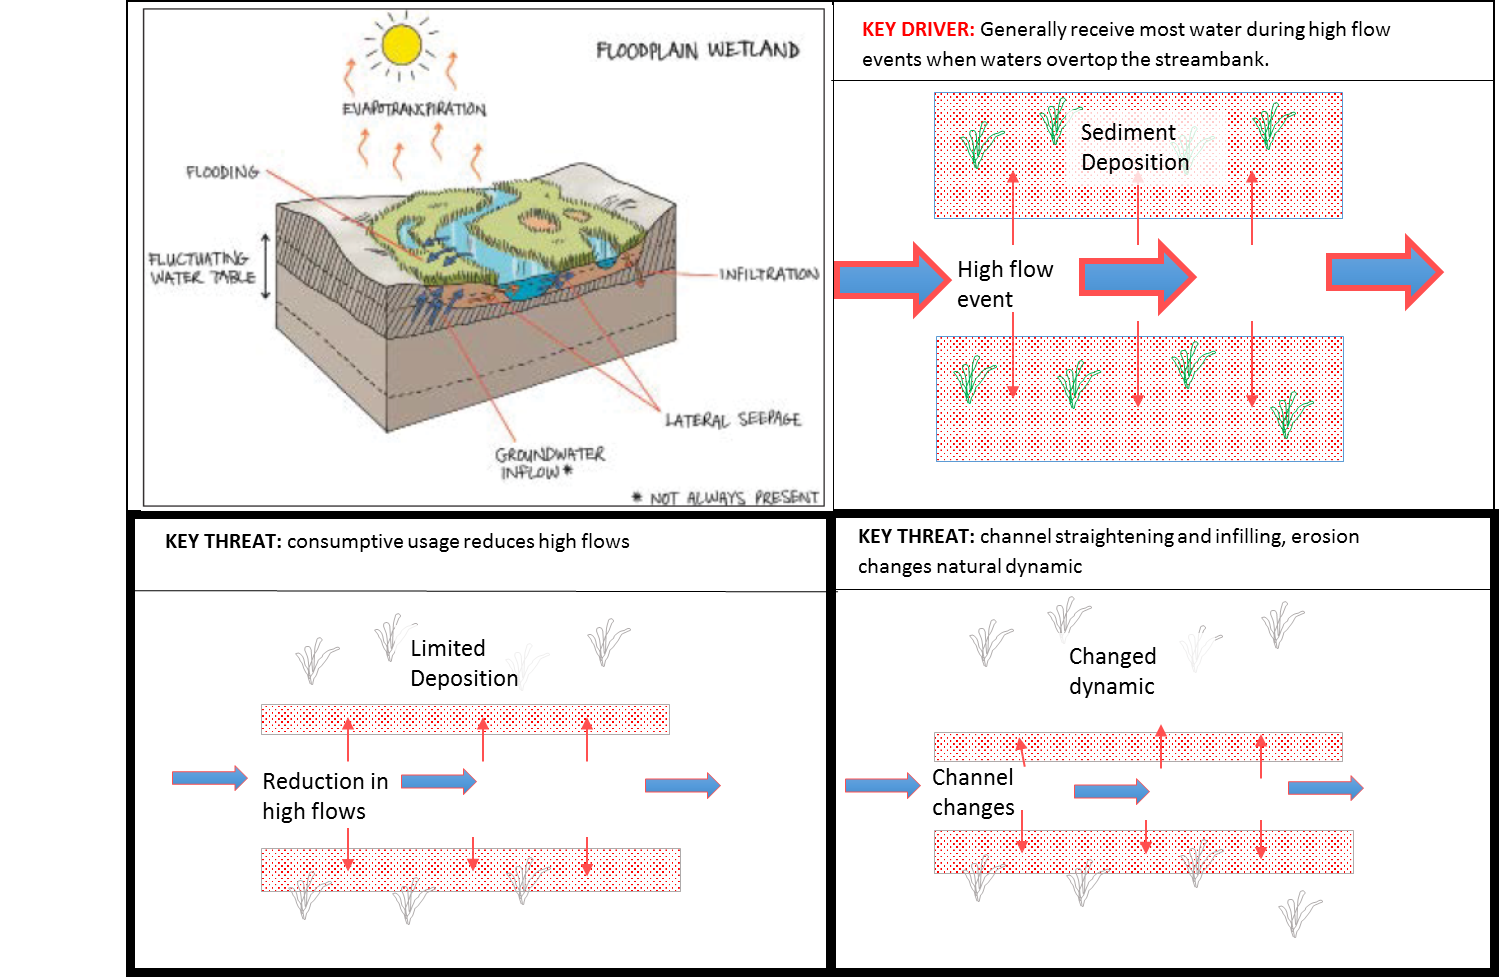 FLOODPLAIN WETLAND
EVAPOTRANSPIRATION
FLOODING
FLUCTUATING
WATER TABLE
INFILTRATION
LATERAL SEEPAGE
GROUNDWATER
INFLOW *
* NOT ALWAYS PRESENT
KEY DRIVER: Generally receive most water during high flow
events when waters overtop the streambank.
Sediment
Deposition
High flow
event
KEY THREAT: consumptive usage reduces high flows
Limited
Deposition
Reduction in
high flows
KEY THREAT: channel straightening and infilling, erosion
changes natural dynamic
Changed
dynamic
Channel
changes